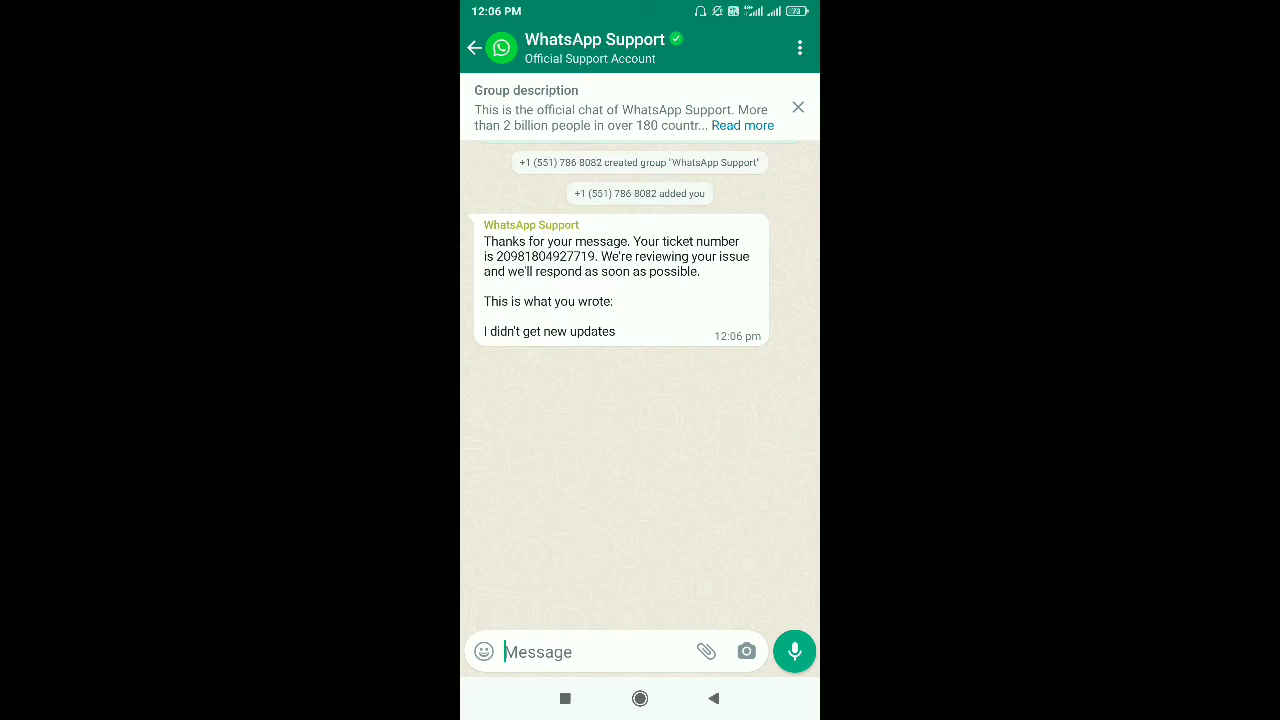 12:06 PM
4G+
73
WhatsApp Support
Official Support Account
Group description
This is the official chat of WhatsApp Support. More
than 2 billion people in over 180 countr... Read more
+1 (551) 786-8082 created group "WhatsApp Support"
+1 (551) 786-8082 added you
WhatsApp Support
Thanks for your message. Your ticket number
is 20981804927719. We're reviewing your issue
and we'll respond as soon as possible.
This is what you wrote:
I didn't get new updates
12:06 pm
Message